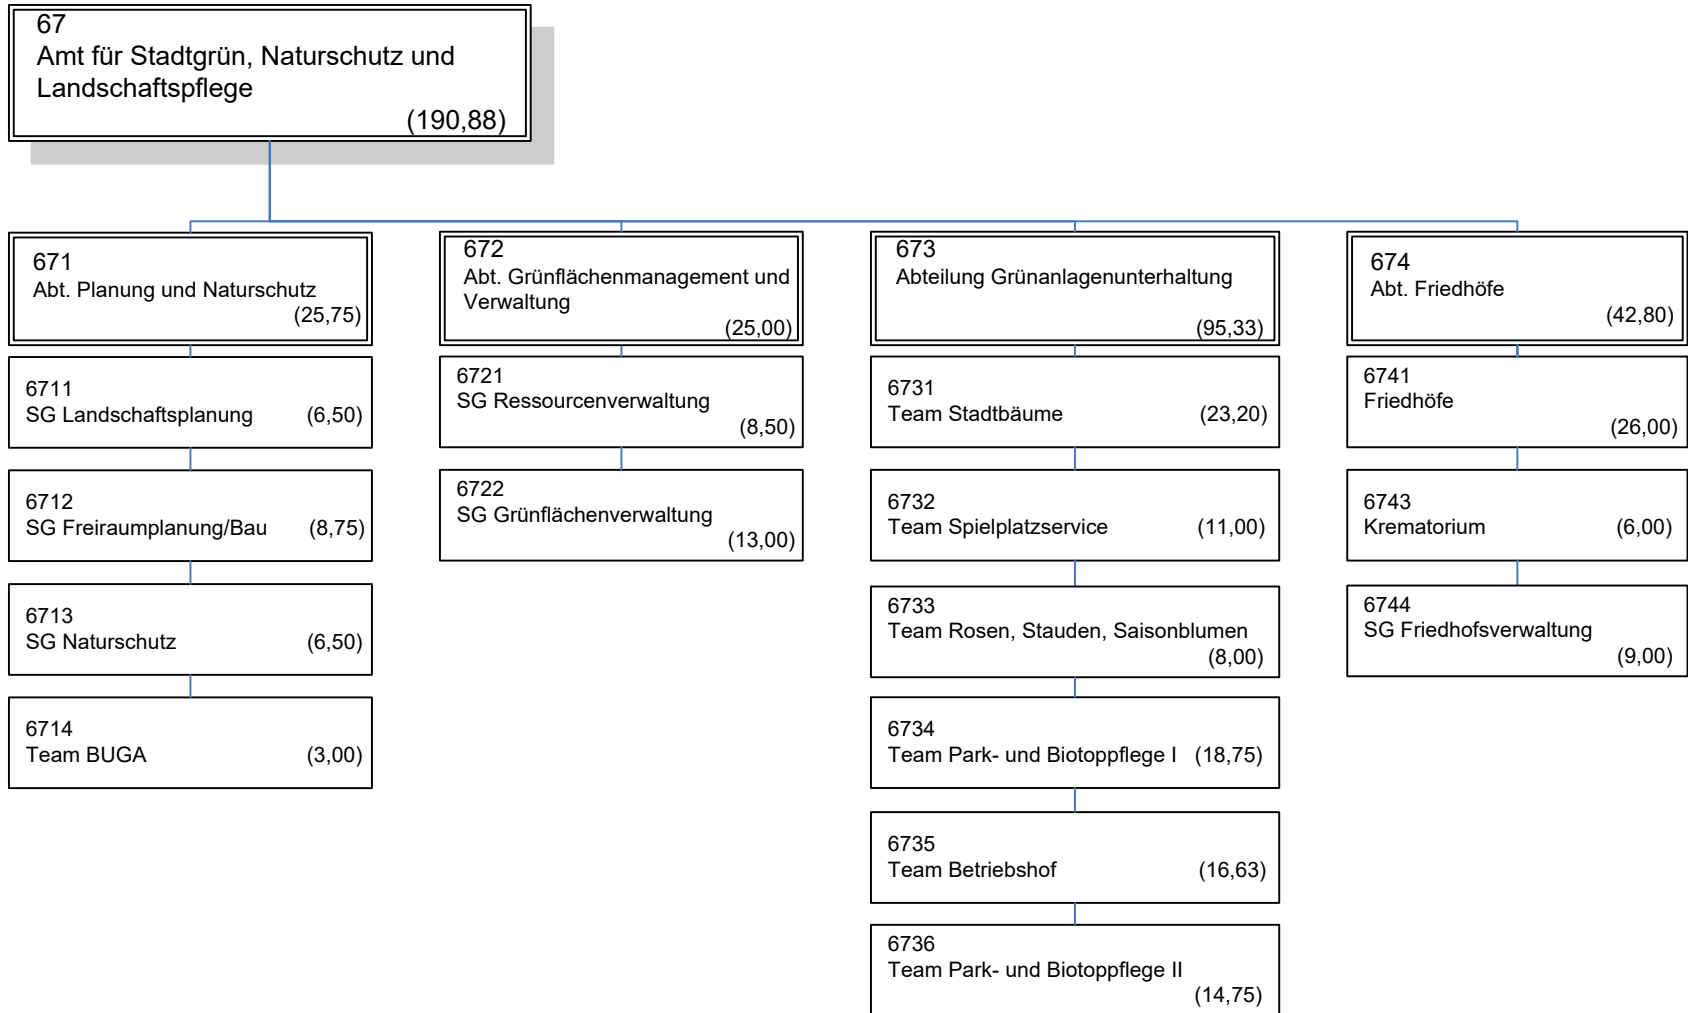 67
Amt für Stadtgrün, Naturschutz und
Landschaftspflege
(190,88)
671
Abt. Planung und Naturschutz
(25,75)
6711
SG Landschaftsplanung (6,50)
6712
SG Freiraumplanung/Bau (8,75)
6713
SG Naturschutz (6,50)
6714
Team BUGA (3,00)
672
Abt. Grünflächenmanagement und
Verwaltung
(25,00)
6721
SG Ressourcenverwaltung
(8,50)
6722
SG Grünflächenverwaltung
(13,00)
673
Abteilung Grünanlagenunterhaltung
(95,33)
6731
Team Stadtbäume (23,20)
6732
Team Spielplatzservice (11,00)
6733
Team Rosen, Stauden, Saisonblumen
(8,00)
6734
Team Park- und Biotoppflege I (18,75)
6735
Team Betriebshof (16,63)
6736
Team Park- und Biotoppflege II
(14,75)
674
Abt. Friedhöfe
(42,80)
6741
Friedhöfe
(26,00)
6743
Krematorium (6,00)
6744
SG Friedhofsverwaltung
(9,00)